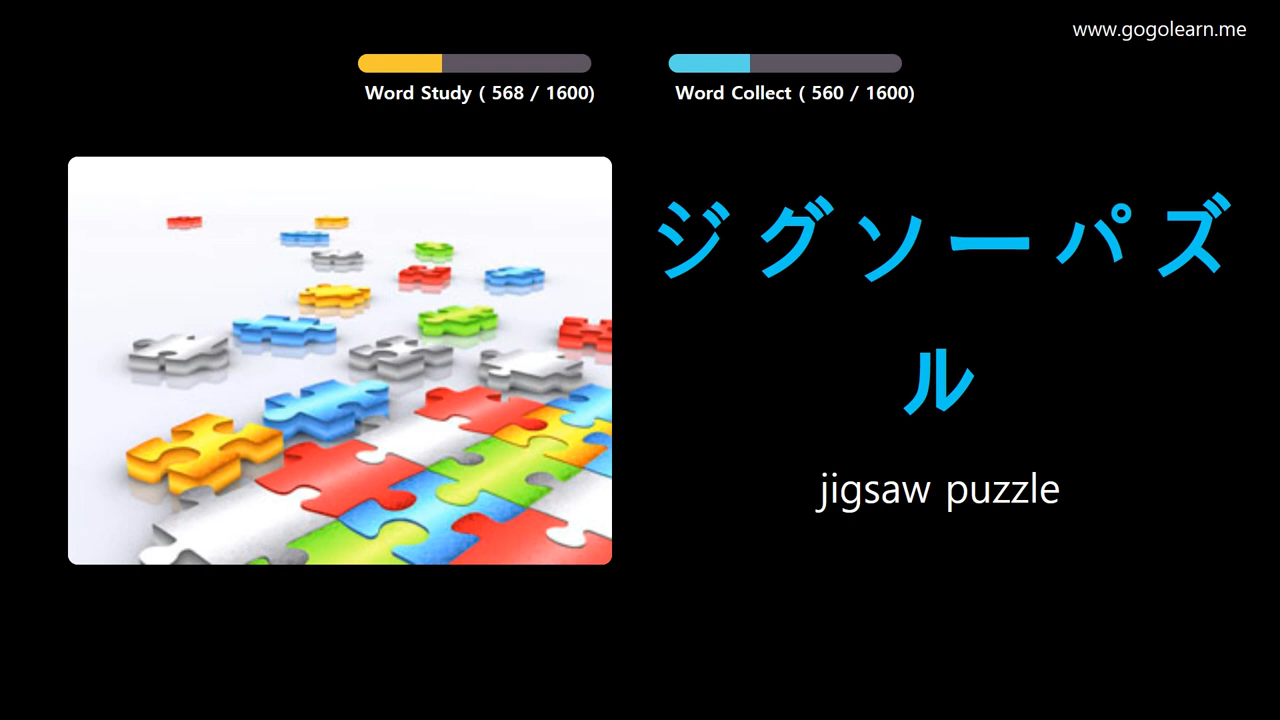 www.gogolearn.me
Word Study ( 568 / 1600)
Word Collect ( 560 / 1600)
ジグソーパズ
ル
jigsaw puzzle